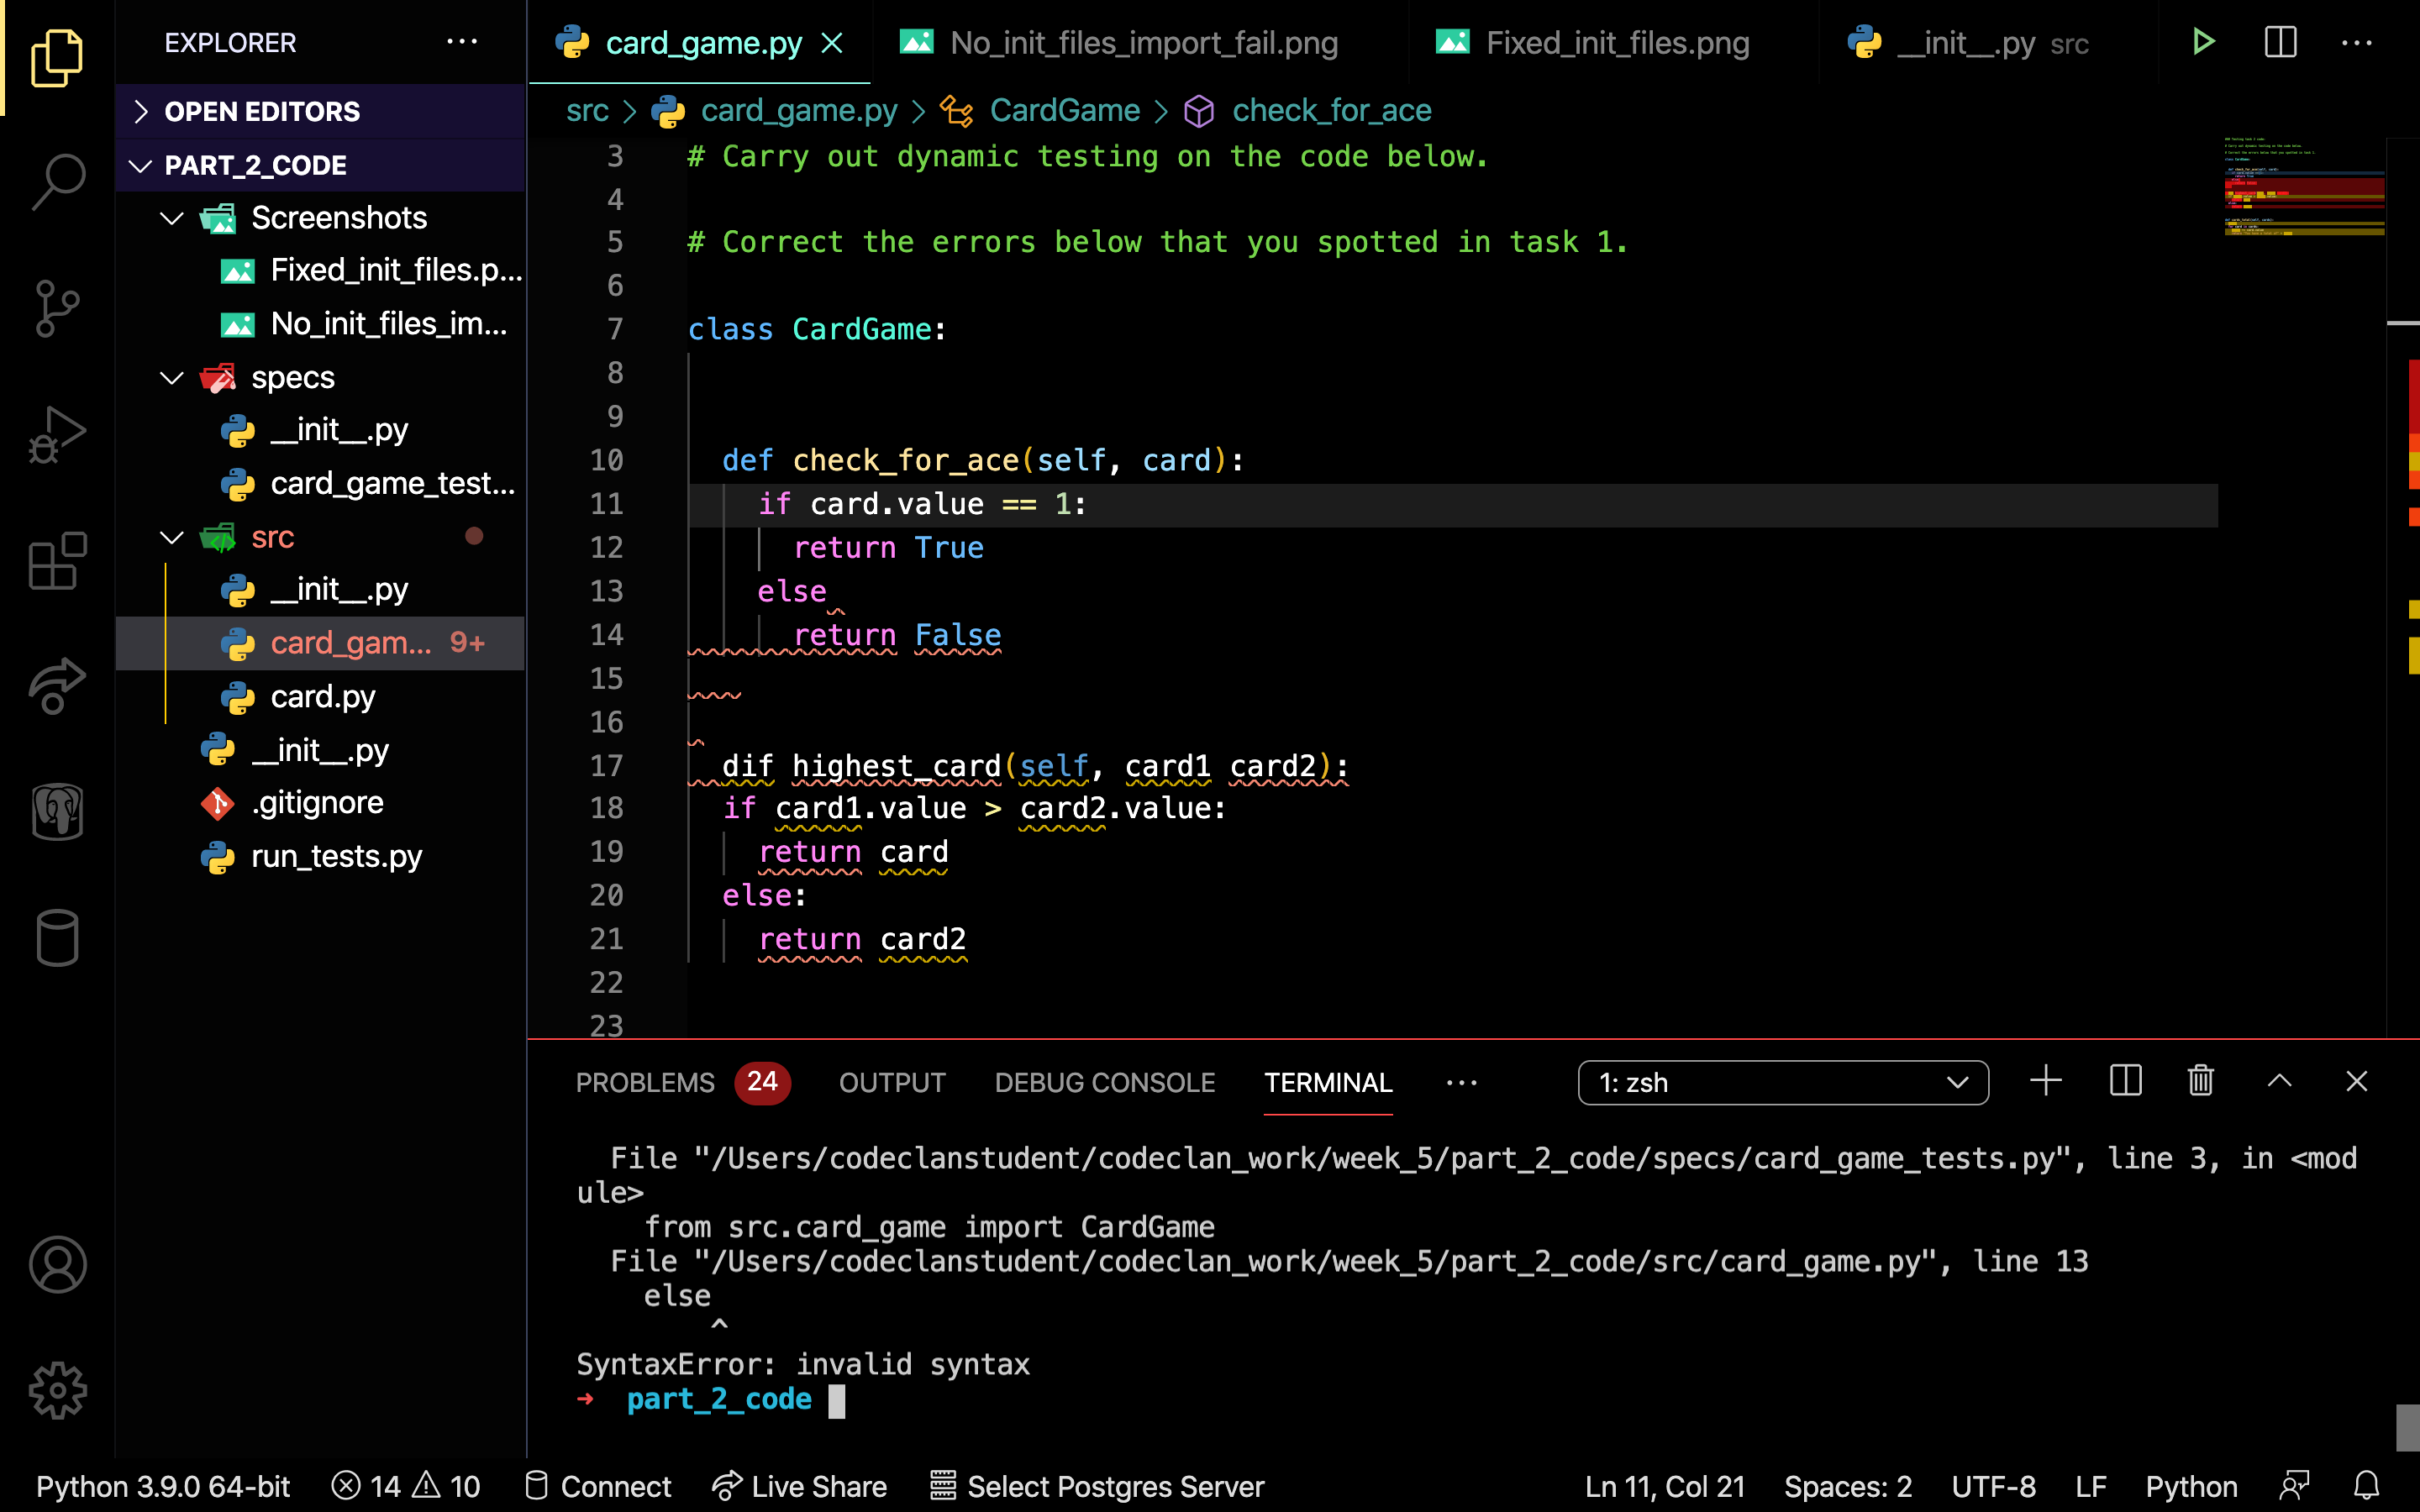 EXPLORER ...
OPEN EDITORS
PART_2_CODE
Screenshots
Fixed_init_files.p...
No_init_files_im...
specs
__init__.py
card_game_test...
src
__init__.py
card_gam... 9+
card.py
__init__.py
.gitignore
run_tests.py
card_game.py No_init_files_import_fail.png Fixed_init_files.png __init__.py src ...
src > card_game.py > CardGame > check_for_ace
3 # Carry out dynamic testing on the code below.
4
5 # Correct the errors below that you spotted in task 1.
6
7 class CardGame:
8
9
10 def check_for_ace(self, card):
11 if card.value == 1:
12 return True
13 else
14 return False
15
16
17 dif highest_card(self, card1 card2):
18 if card1.value > card2.value:
19 return card
20 else:
21 return card2
22
23
PROBLEMS 24 OUTPUT DEBUG CONSOLE TERMINAL ... 1: zsh
File "/Users/codeclanstudent/codeclan_work/week_5/part_2_code/specs/card_game_tests.py", line 3, in <mod
ule>
from src.card_game import CardGame
File "/Users/codeclanstudent/codeclan_work/week_5/part_2_code/src/card_game.py", line 13
else
^
SyntaxError: invalid syntax
➜ part_2_code
Python 3.9.0 64-bit 14 10 Connect Live Share Select Postgres Server Ln 11, Col 21 Spaces: 2 UTF-8 LF Python